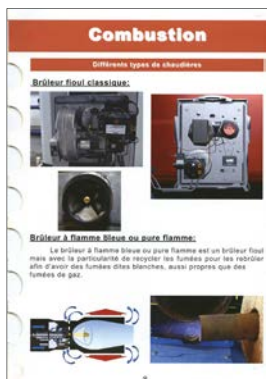 Combustion
Différents types de chaudières
Brûleur fioul classique:
Brûleur à flamme bleue ou pure flamme:
Le brûleur à flamme bleue ou pure flamme est un brûleur fioul
mais avec la particularité de recycler les fumées pour les rebrûler
afin d'avoir des fumées dites blanches, aussi propres que des
fumées de gaz.